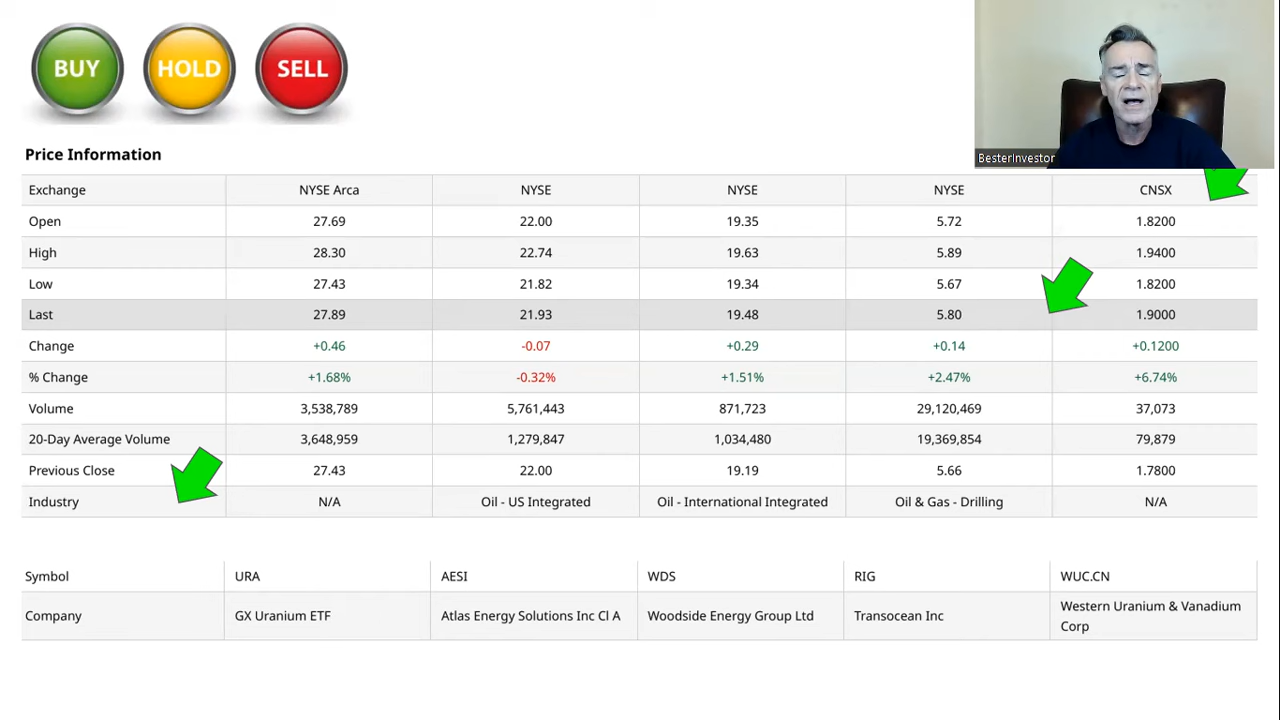 BUY HOLD SELL
BesterInvestor
Price Information
Exchange NYSE Arca NYSE NYSE NYSE CNSX
Open 27.69 22.00 19.35 5.72 1.8200
High 28.30 22.74 19.63 5.89 1.9400
Low 27.43 21.82 19.34 5.67 1.8200
Last 27.89 21.93 19.48 5.80 1.9000
Change +0.46 -0.07 +0.29 +0.14 +0.1200
% Change +1.68% -0.32% +1.51% +2.47% +6.74%
Volume 3,538,789 5,761,443 871,723 29,120,469 37,073
20-Day Average Volume 3,648,959 1,279,847 1,034,480 19,369,854 79,879
Previous Close 27.43 22.00 19.19 5.66 1.7800
Industry N/A Oil - US Integrated Oil - International Integrated Oil & Gas - Drilling N/A
Symbol URA AESI WDS RIG WUC.CN
Company GX Uranium ETF Atlas Energy Solutions Inc Cl A Woodside Energy Group Ltd Transocean Inc Western Uranium & Vanadium
Corp